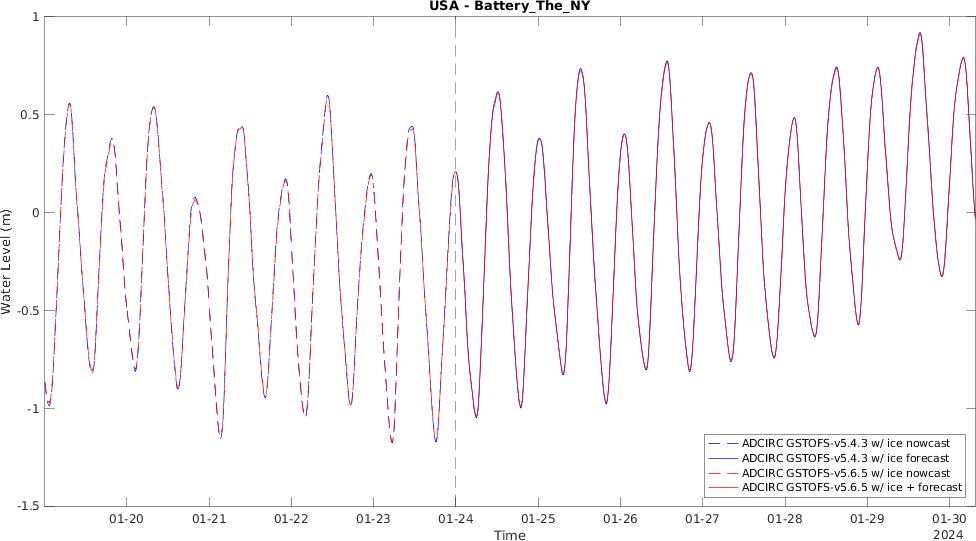 USA - Battery_The_NY
1
0.5
0
-0.5
-1
-1.5
Water Level (m)
01-20 01-21 01-22 01-23 01-24 01-25 01-26 01-27 01-28 01-29 01-30
Time
2024
ADCIRC GSTOFS-v5.4.3 w/ ice nowcast
ADCIRC GSTOFS-v5.4.3 w/ ice forecast
ADCIRC GSTOFS-v5.6.5 w/ ice nowcast
ADCIRC GSTOFS-v5.6.5 w/ ice + forecast